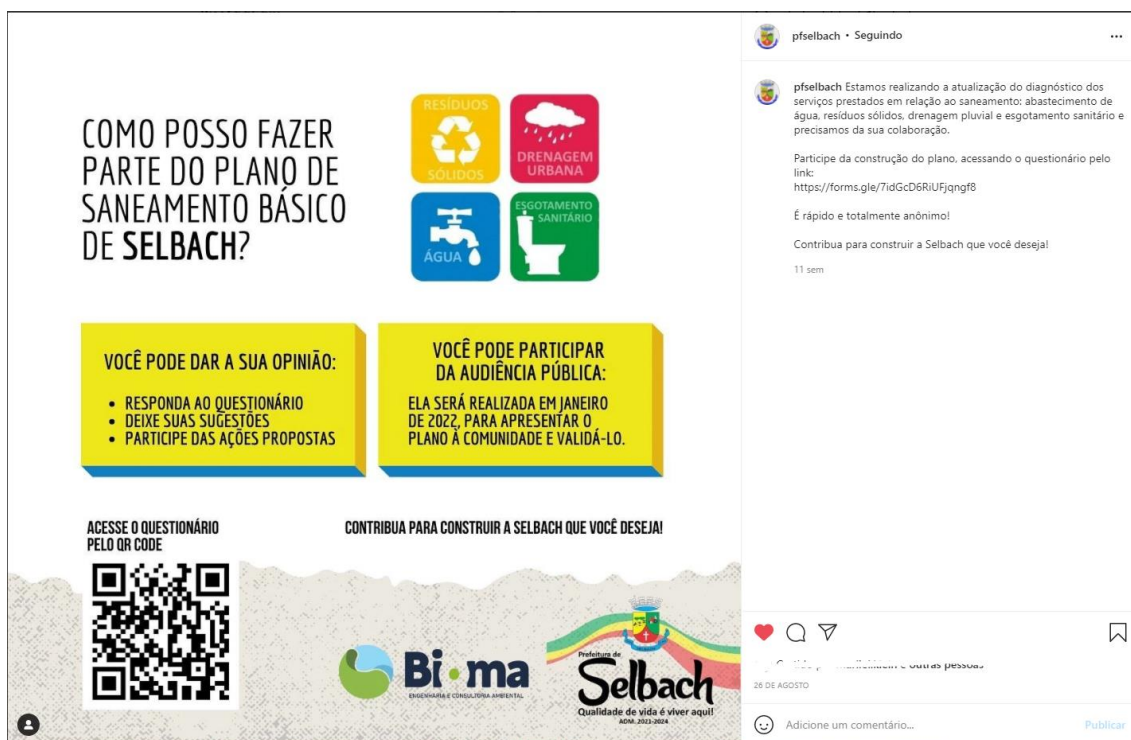 COMO POSSO FAZER
PARTE DO PLANO DE
SANEAMENTO BÁSICO
DE SELBACH?
RESÍDUOS
SÓLIDOS
DRENAGEM
URBANA
ÁGUA
ESGOTAMENTO
SANITÁRIO
VOCÊ PODE DAR A SUA OPINIÃO:
• RESPONDA AO QUESTIONÁRIO
• DEIXE SUAS SUGESTÕES
• PARTICIPE DAS AÇÕES PROPOSTAS
VOCÊ PODE PARTICIPAR
DA AUDIÊNCIA PÚBLICA:
ELA SERÁ REALIZADA EM JANEIRO
DE 2022, PARA APRESENTAR O
PLANO À COMUNIDADE E VALIDÁ-LO.
ACESSE O QUESTIONÁRIO
PELO QR CODE
CONTRIBUA PARA CONSTRUIR A SELBACH QUE VOCÊ DESEJA!
Bioma
ENGENHARIA E CONSULTORIA AMBIENTAL
Prefeitura de
Selbach
Qualidade de vida é viver aqui!
ADM. 2021-2024
pfselbach • Seguindo
pfselbach Estamos realizando a atualização do diagnóstico dos
serviços prestados em relação ao saneamento: abastecimento de
água, resíduos sólidos, drenagem pluvial e esgotamento sanitário e
precisamos da sua colaboração.
Participe da construção do plano, acessando o questionário pelo
link:
https://forms.gle/7idGcD6RiUFjqngf8
É rápido e totalmente anônimo!
Contribua para construir a Selbach que você deseja!
11 sem
e outras pessoas
26 DE AGOSTO
Adicione um comentário...
Publicar